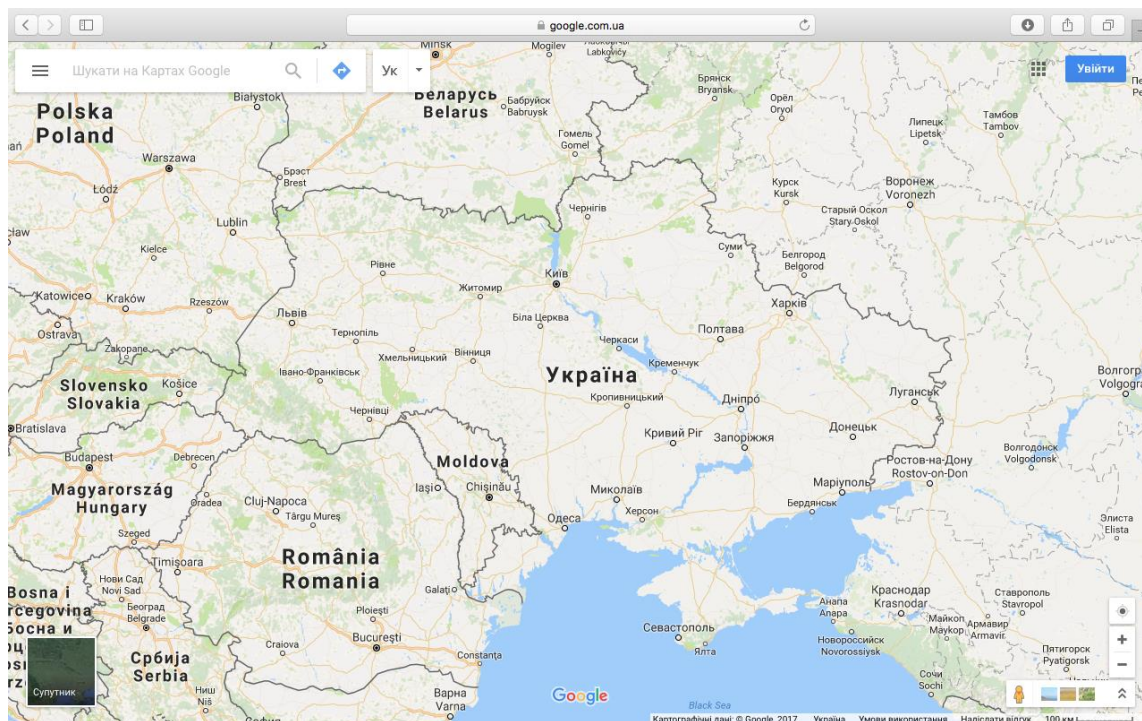 google.com.ua
Шукати на Картах Google
Ук
Увійти
Минск
Mogilev
Labkovičy
Polska
Poland
Białystok
Беларусь
Belarus
Бабруйск
Babruysk
Брянск
Bryansk
Орёл
Oryol
Липецк
Lipetsk
Тамбов
Tambov
Гомель
Gomel
Warszawa
Брэст
Brest
Łódź
Курск
Kursk
Воронеж
Voronezh
Lublin
Чернігів
Старый Оскол
Stary Oskol
Kielce
Суми
Белгород
Belgorod
Рівне
Київ
Житомир
Katowice
Kraków
Rzeszów
Львів
Харків
Біла Церква
Ostrava
Тернопіль
Полтава
Zakopane
Черкаси
Хмельницький
Вінниця
Кременчук
Slovensko
Slovakia
Košice
Івано-Франківськ
Україна
Луганськ
Кропивницький
Дніпро
Чернівці
Bratislava
Донецьк
Кривий Ріг
Запоріжжя
Budapest
Debrecen
Moldova
Волгодонск
Volgodonsk
Ростов-на-Дону
Rostov-on-Don
Magyarország
Hungary
Oradea
Cluj-Napoca
Târgu Mureș
Iași
Chișinău
Миколаїв
Маріуполь
Бердянськ
Херсон
Одеса
Элиста
Elista
Szeged
România
Romania
Timișoara
Нови Сад
Novi Sad
Galați
Краснодар
Krasnodar
Ставрополь
Stavropol
Bosna i
Београд
Belgrade
Ploiești
Анапа
Anapa
Майкоп
Maykop
Армавир
Armavir
Севастополь
Craiova
București
Ялта
Новороссийск
Novorossiysk
Constanța
Србија
Serbia
Пятигорск
Pyatigorsk
Сочи
Sochi
Супутник
Ниш
Niš
Варна
Varna
Google
Black Sea
Картографічні дані: © Google, 2017
Україна
Умови використання
Надіслати відгук
100 км